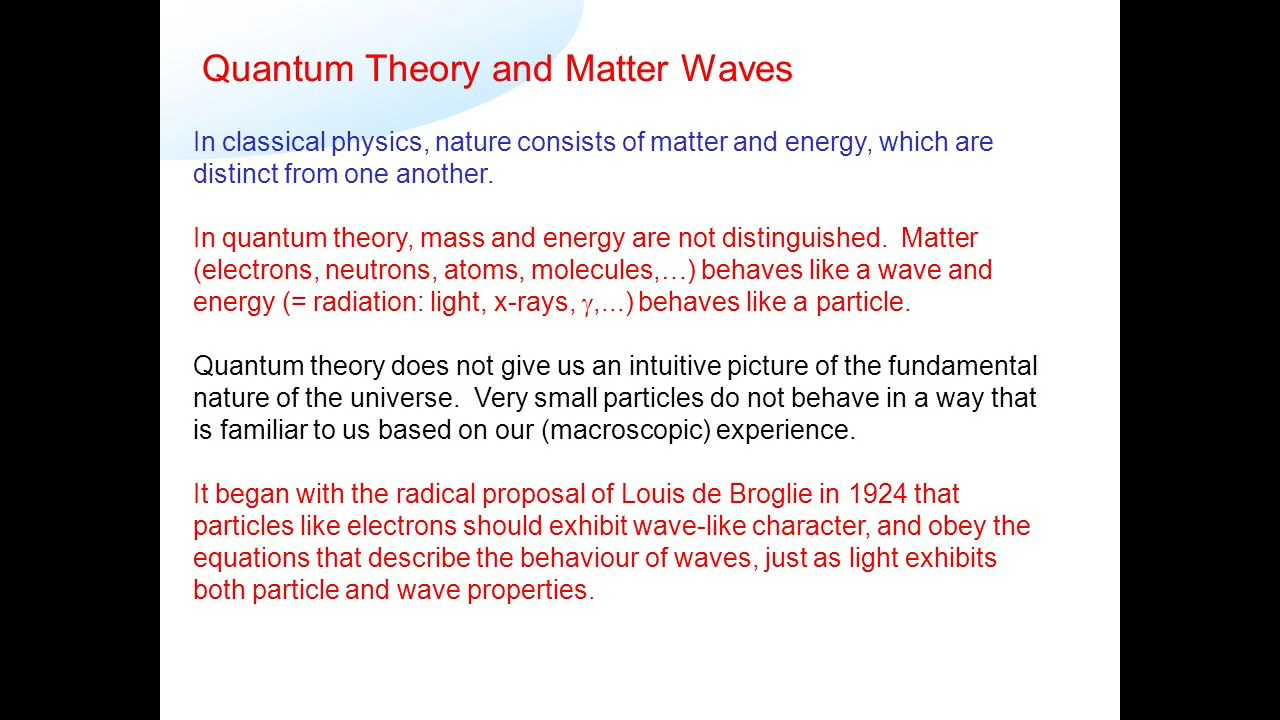 Quantum Theory and Matter Waves
In classical physics, nature consists of matter and energy, which are
distinct from one another.
In quantum theory, mass and energy are not distinguished.  Matter
(electrons, neutrons, atoms, molecules,…) behaves like a wave and
energy (= radiation: light, x-rays, γ,...) behaves like a particle.
Quantum theory does not give us an intuitive picture of the fundamental
nature of the universe.  Very small particles do not behave in a way that
is familiar to us based on our (macroscopic) experience.
It began with the radical proposal of Louis de Broglie in 1924 that
particles like electrons should exhibit wave-like character, and obey the
equations that describe the behaviour of waves, just as light exhibits
both particle and wave properties.